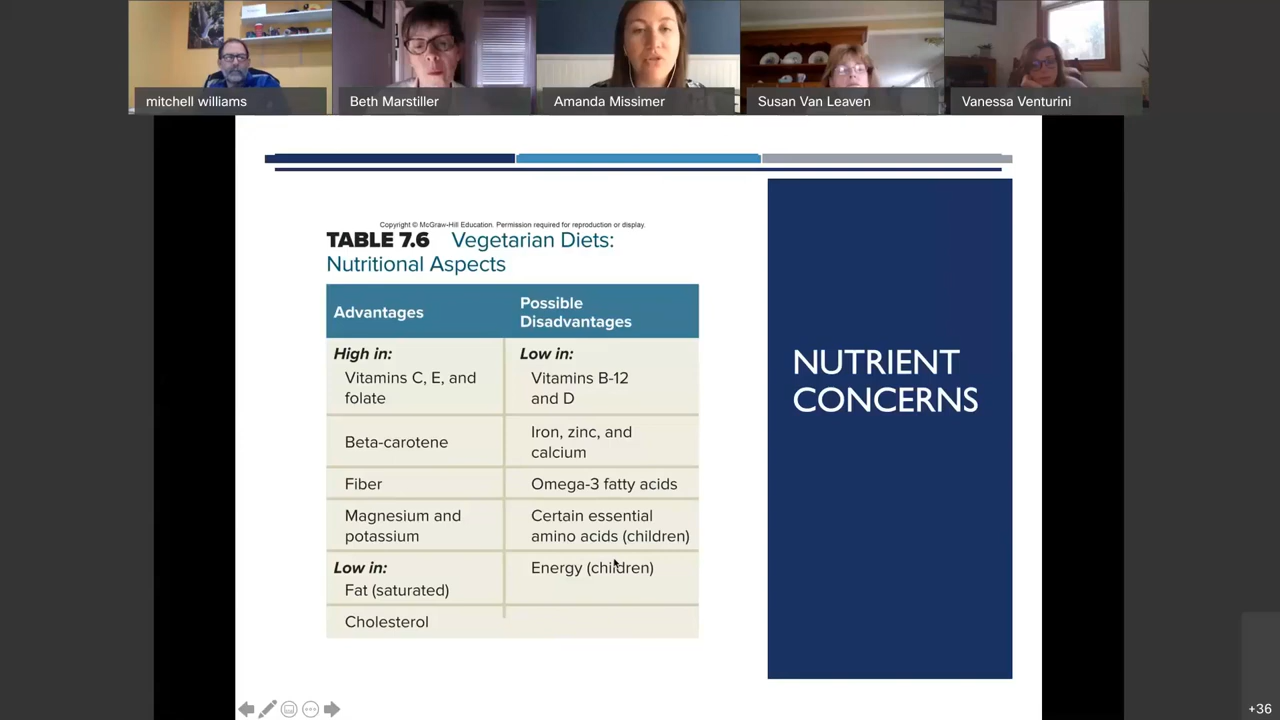 mitchell williams
Beth Marstiller
Amanda Missimer
Susan Van Leaven
Vanessa Venturini
Copyright © McGraw-Hill Education. Permission required for reproduction or display.
TABLE 7.6 Vegetarian Diets:
Nutritional Aspects
Advantages
Possible
Disadvantages
High in:
Vitamins C, E, and
folate
Low in:
Vitamins B-12
and D
Beta-carotene
Iron, zinc, and
calcium
Fiber
Omega-3 fatty acids
Magnesium and
potassium
Certain essential
amino acids (children)
Low in:
Fat (saturated)
Energy (children)
Cholesterol
NUTRIENT
CONCERNS
+36